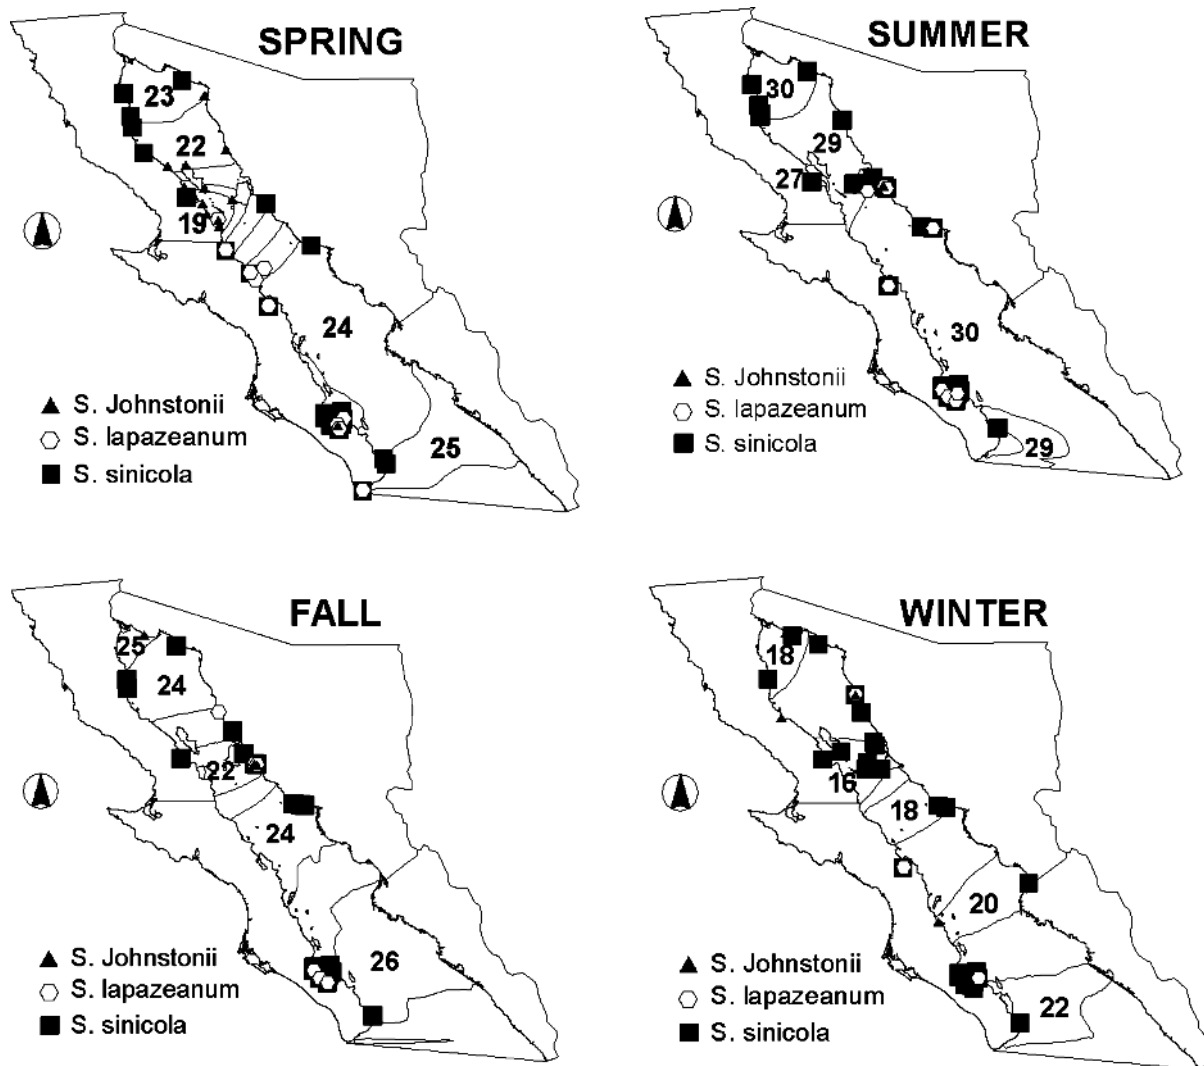 SPRING
23
22
19
24
25
S. Johnstonii
S. lapazeanum
S. sinicola
SUMMER
30
29
27
30
29
S. Johnstonii
S. lapazeanum
S. sinicola
FALL
25
24
22
24
26
S. Johnstonii
S. lapazeanum
S. sinicola
WINTER
18
16
18
20
22
S. Johnstonii
S. lapazeanum
S. sinicola